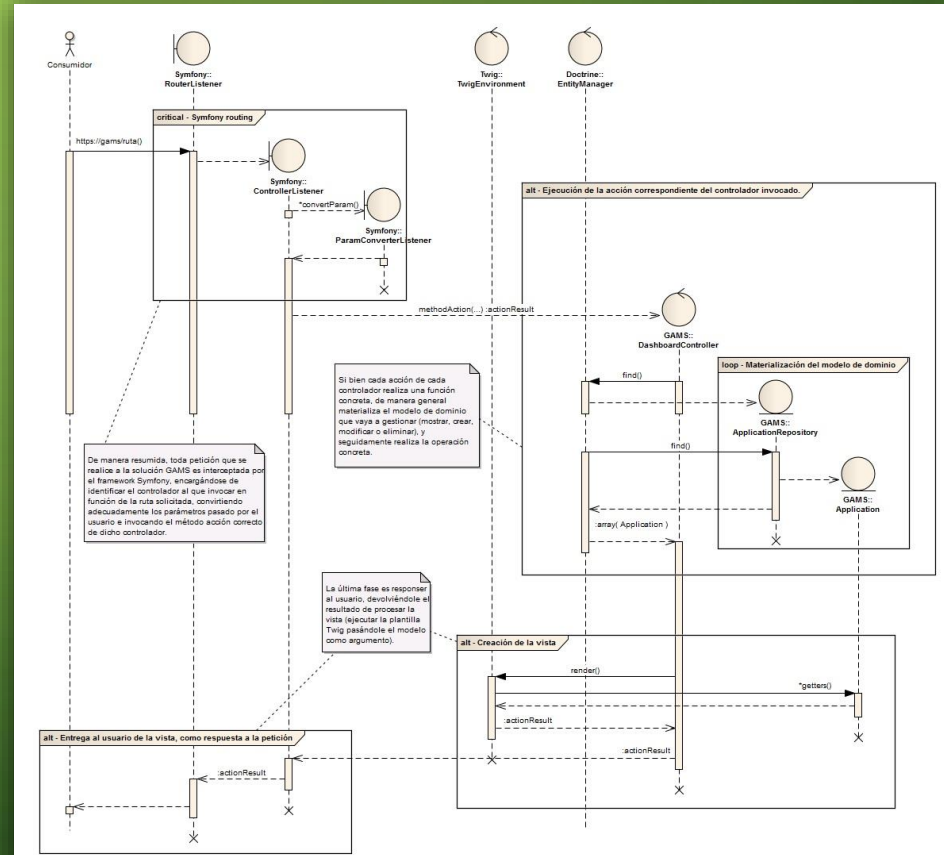 Consumidor
Symfony::
RouterListener
Twig::
TwigEnvironment
Doctrine::
EntityManager
critical - Symfony routing
https://gams/ruta()
Symfony::
ControllerListener
*convertParam()
Symfony::
ParamConverterListener
alt - Ejecución de la acción correspondiente del controlador invocado.
methodAction(...) :actionResult
GAMS::
DashboardController
loop - Materialización del modelo de dominio
find()
GAMS::
ApplicationRepository
Si bien cada acción de cada
controlador realiza una función
concreta, de manera general
materializa el modelo de dominio
que vaya a gestionar (mostrar, crear,
modificar o eliminar), y
seguidamente realiza la operación
concreta.
find()
GAMS::
Application
:array( Application )
De manera resumida, toda petición que se
realice a la solución GAMS es interceptada por
el framework Symfony, encargándose de
identificar el controlador al que invocar en
función de la ruta solicitada, convirtiendo
adecuadamente los parámetros pasado por el
usuario e invocando el método acción correcto
de dicho controlador.
La última fase es responser
al usuario, devolviéndole el
resultado de procesar la
vista (ejecutar la plantilla
Twig pasándole el modelo
como argumento).
alt - Creación de la vista
render()
*getters()
:actionResult
:actionResult
alt - Entrega al usuario de la vista, como respuesta a la petición
:actionResult